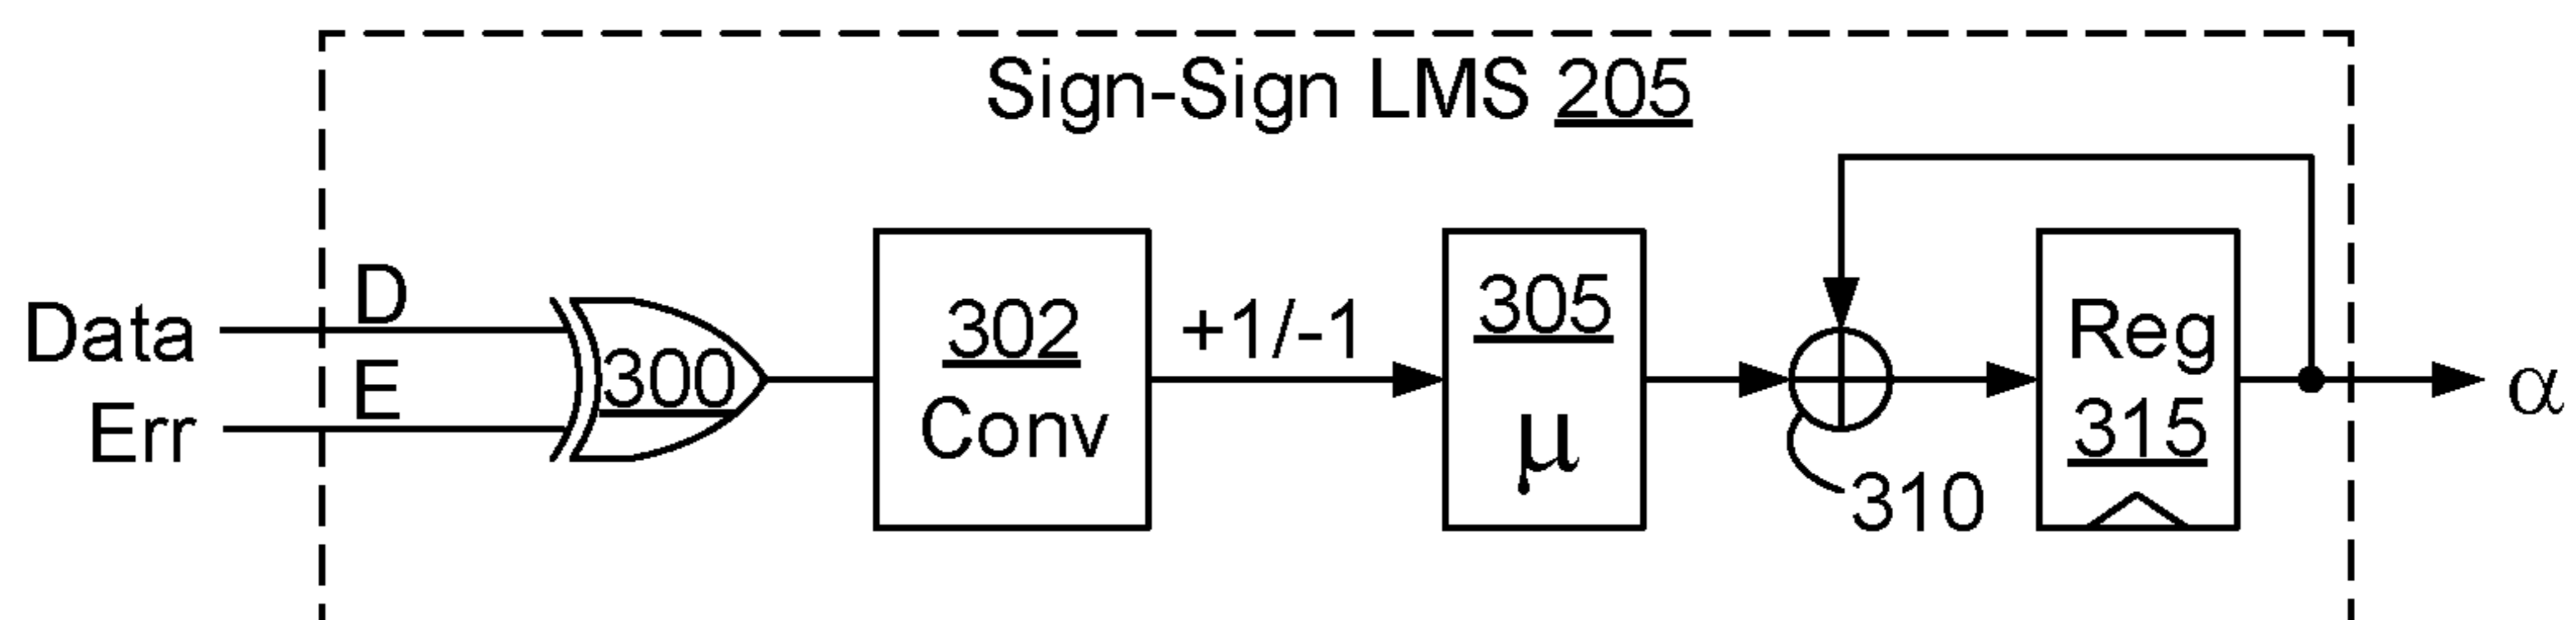 Sign-Sign LMS 205
Data
D
Err
E
300
302
Conv
+1/-1
305
μ
310
Reg
315
α